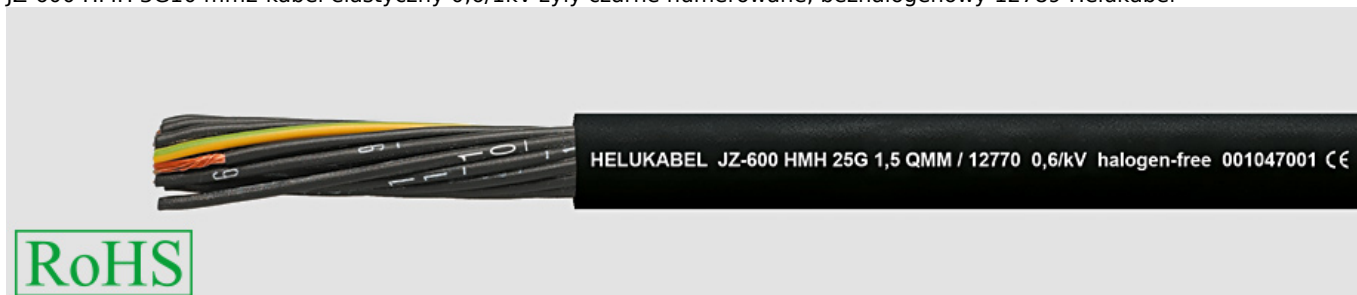 HELUKABEL JZ-600 HMH 25G 1,5 QMM / 12770 0,6/kV halogen-free 001047001 CE
RoHS